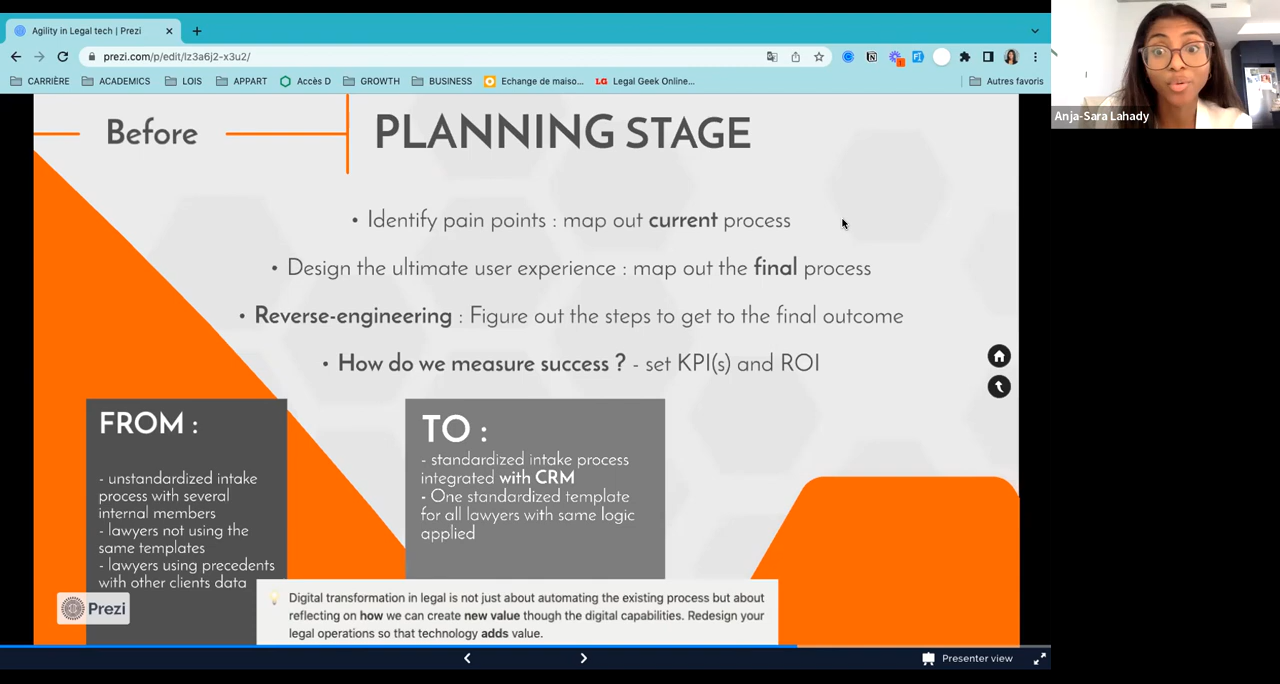 Agility in Legal tech | Prezi
prezi.com/p/edit/lz3a6j2-x3u2/
CARRIÈRE
ACADEMICS
LOIS
APPART
Accès D
GROWTH
BUSINESS
Echange de maiso...
LG Legal Geek Online...
Autres favoris
Anja-Sara Lahady
Before
PLANNING STAGE
• Identify pain points : map out current process
• Design the ultimate user experience : map out the final process
• Reverse-engineering : Figure out the steps to get to the final outcome
• How do we measure success ? - set KPI(s) and ROI
FROM :
- unstandardized intake
process with several
internal members
- lawyers not using the
same templates
- lawyers using precedents
with other clients data
TO :
- standardized intake process
integrated with CRM
- One standardized template
for all lawyers with same logic
applied
Prezi
Digital transformation in legal is not just about automating the existing process but about
reflecting on how we can create new value though the digital capabilities. Redesign your
legal operations so that technology adds value.
Presenter view